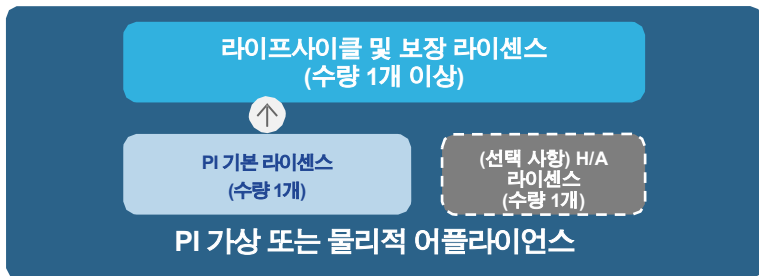 라이프사이클 및 보장 라이센스
(수량 1개 이상)
PI 기본 라이센스
(수량 1개)
(선택 사항) H/A
라이센스
(수량 1개)
PI 가상 또는 물리적 어플라이언스